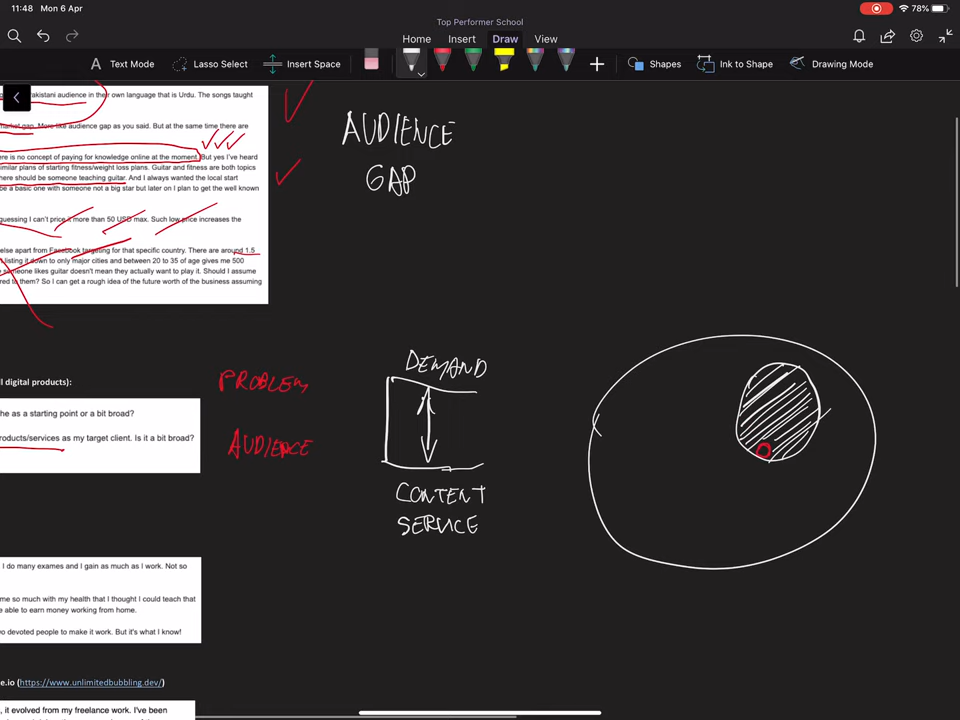 11:48 Mon 6 Apr
78%
Top Performer School
Home Insert Draw View
Text Mode Lasso Select Insert Space Shapes Ink to Shape Drawing Mode
akistani audience in their own language that is Urdu. The songs taught
market gap. More like audience gap as you said. But at the same time there are
ere is no concept of paying for knowledge online at the moment. But yes I've heard
similar plans of starting fitness/weight loss plans. Guitar and fitness are both topics
here should be someone teaching guitar. And I always wanted the local start
be a basic one with someone not a big star but later on I plan to get the well known
guessing I can't price it more than 50 USD max. Such low price increases the
else apart from Facebook targeting for that specific country. There are around 1.5
listing it down to only major cities and between 20 to 35 of age gives me 500
someone likes guitar doesn't mean they actually want to play it. Should I assume
red to them? So I can get a rough idea of the future worth of the business assuming
AUDIENCE
GAP
ll digital products):
he as a starting point or a bit broad?
roducts/services as my target client. Is it a bit broad?
PROBLEM
AUDIENCE
DEMAND
CONTENT
SERVICE
I do many exames and I gain as much as I work. Not so
me so much with my health that I thought I could teach that
e able to earn money working from home.
vo devoted people to make it work. But it's what I know!
e.io (https://www.unlimitedbubbling.dev/)
, it evolved from my freelance work. I've been